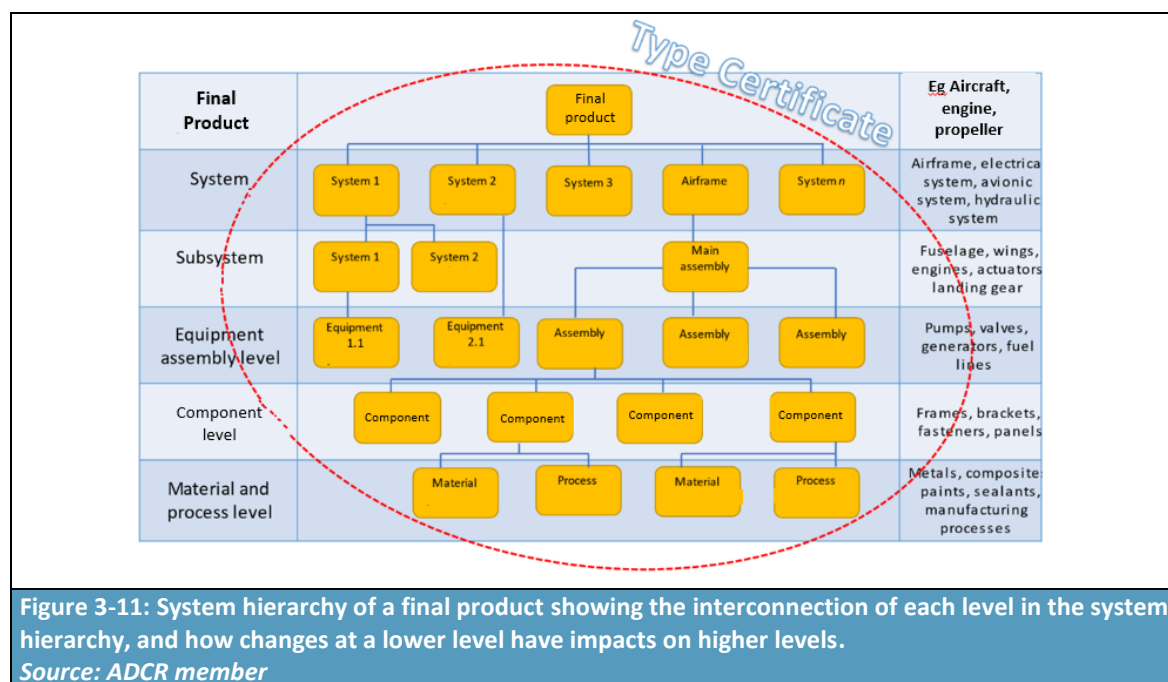 Type Certificate
Final
Product
Final
product
Eg Aircraft,
engine,
propeller
System
System 1
System 2
System 3
Airframe
System n
Airframe, electrica
system, avionic
system, hydraulic
system
Subsystem
System 1
System 2
Main
assembly
Fuselage, wings,
engines, actuators
landing gear
Equipment
assembly level
Equipment
1.1
Equipment
2.1
Assembly
Assembly
Assembly
Pumps, valves,
generators, fuel
lines
Component
level
Component
Component
Component
Component
Frames, brackets,
fasteners, panels
Material and
process level
Material
Process
Material
Process
Metals, composite
paints, sealants,
manufacturing
processes
Figure 3-11: System hierarchy of a final product showing the interconnection of each level in the system
hierarchy, and how changes at a lower level have impacts on higher levels.
Source: ADCR member